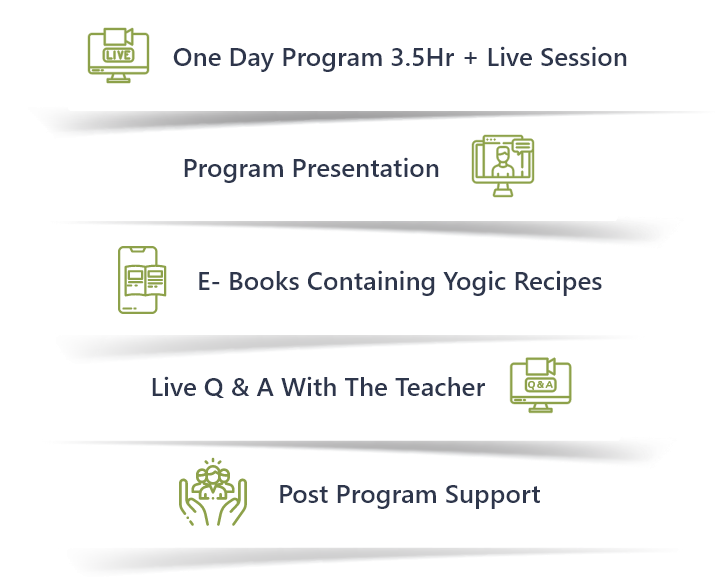 LIVE
One Day Program 3.5Hr + Live Session
Program Presentation
E- Books Containing Yogic Recipes
Live Q & A With The Teacher
Q & A
Post Program Support